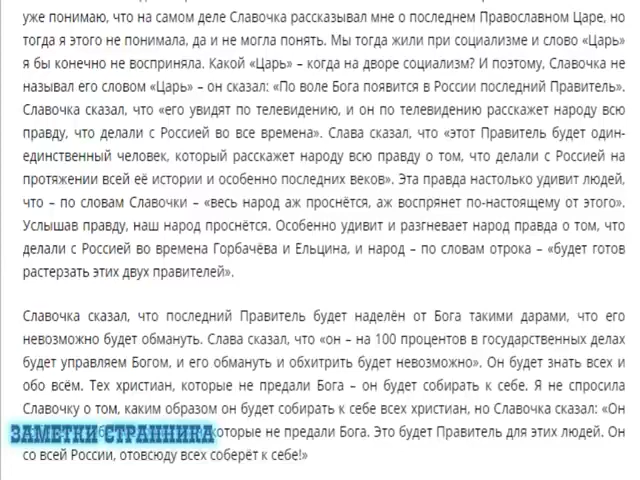 уже понимаю, что на самом деле Славочка рассказывал мне о последнем Православном Царе, но
тогда я этого не понимала, да и не могла понять. Мы тогда жили при социализме и слово «Царь»
я бы конечно не восприняла. Какой «Царь» – когда на дворе социализм? И поэтому, Славочка не
называл его словом «Царь» – он сказал: «По воле Бога появится в России последний Правитель».
Славочка сказал, что «его увидят по телевидению, и он по телевидению расскажет народу всю
правду, что делали с Россией во все времена». Слава сказал, что «этот Правитель будет один-
единственный человек, который расскажет народу всю правду о том, что делали с Россией на
протяжении всей её истории и особенно последних веков». Эта правда настолько удивит людей,
что – по словам Славочки – «весь народ аж проснётся, аж воспрянет по-настоящему от этого».
Услышав правду, наш народ проснётся. Особенно удивит и разгневает народ правда о том, что
делали с Россией во времена Горбачёва и Ельцина, и народ – по словам отрока – «будет готов
растерзать этих двух правителей».
Славочка сказал, что последний Правитель будет наделён от Бога такими дарами, что его
невозможно будет обмануть. Слава сказал, что «он – на 100 процентов в государственных делах
будет управляем Богом, и его обмануть и обхитрить будет невозможно». Он будет знать всех и
обо всём. Тех христиан, которые не предали Бога – он будет собирать к себе. Я не спросила
Славочку о том, каким образом он будет собирать к себе всех христиан, но Славочка сказал: «Он
ЗАМЕТКИ СТРАННИКА которые не предали Бога. Это будет Правитель для этих людей. Он
со всей России, отовсюду всех соберёт к себе!»